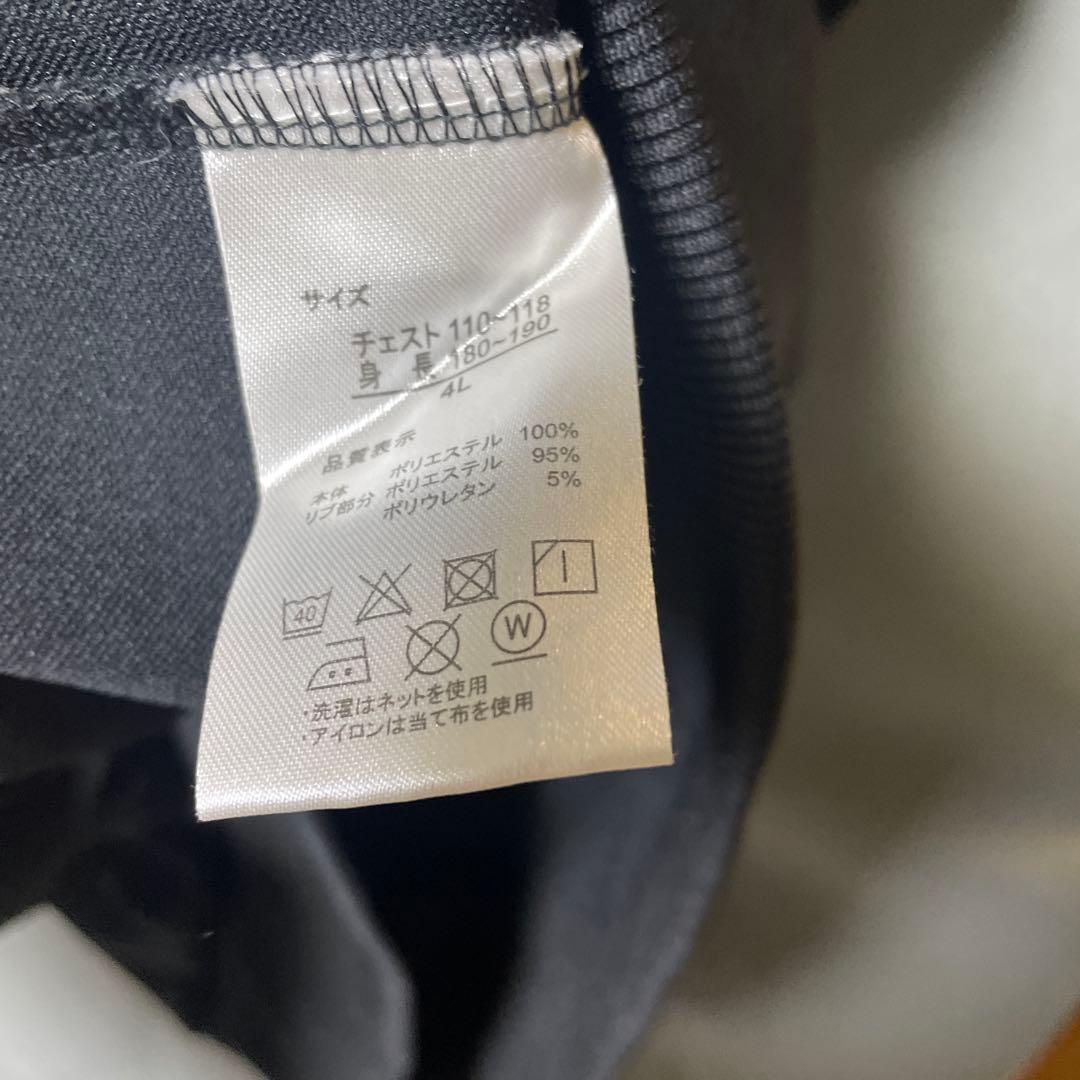 サイズ
チェスト 110~118
身長 180~190
4L
品質表示
本体 ポリエステル 100%
リブ部分 ポリエステル 95%
ポリウレタン 5%
40
W
・洗濯はネットを使用
・アイロンは当て布を使用